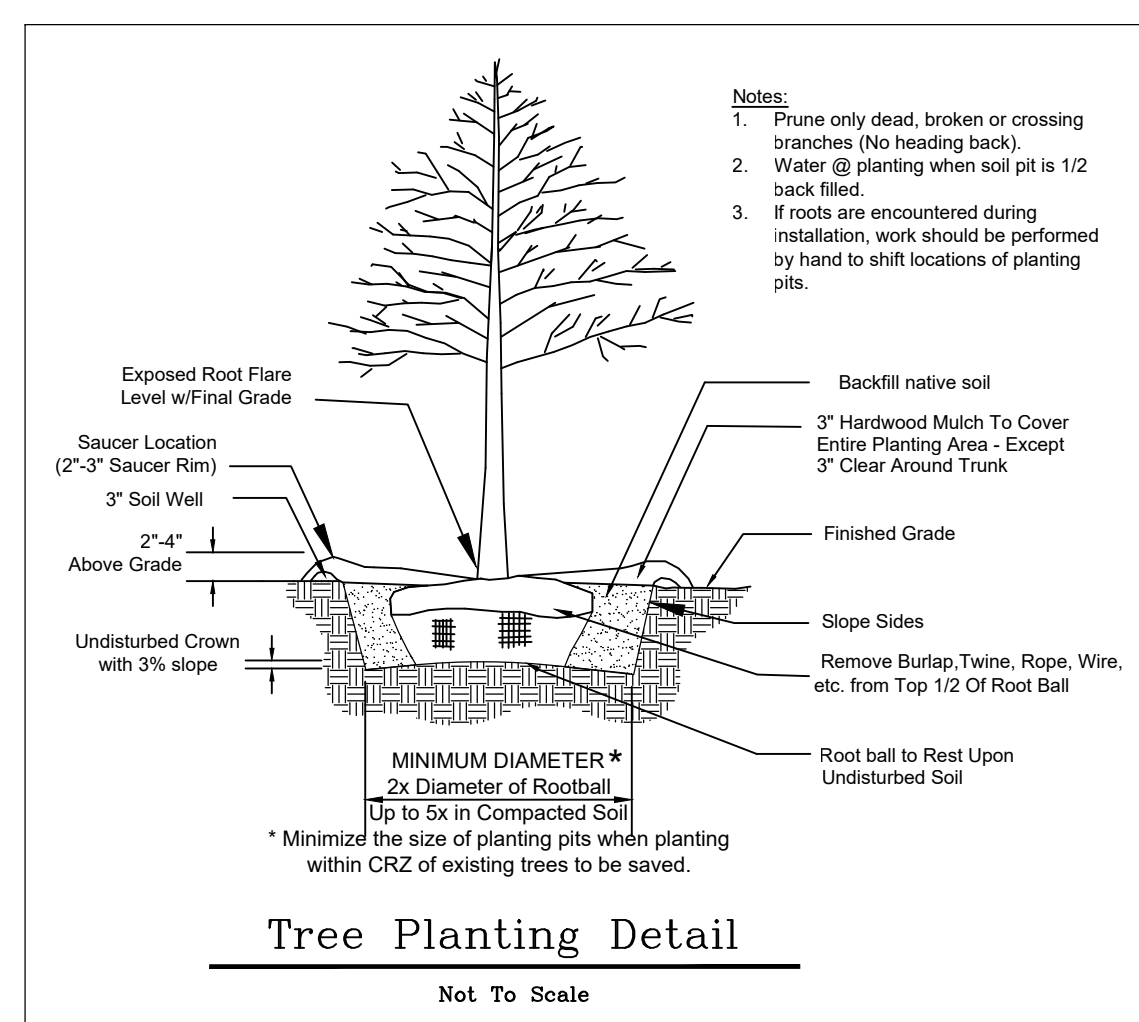 Notes:
1. Prune only dead, broken or crossing
branches (No heading back).
2. Water @ planting when soil pit is 1/2
back filled.
3. If roots are encountered during
installation, work should be performed
by hand to shift locations of planting
pits.
Exposed Root Flare
Level w/Final Grade
Saucer Location
(2"-3" Saucer Rim)
3" Soil Well
2"-4"
Above Grade
Undisturbed Crown
with 3% slope
Backfill native soil
3" Hardwood Mulch To Cover
Entire Planting Area - Except
3" Clear Around Trunk
Finished Grade
Slope Sides
Remove Burlap,Twine, Rope, Wire,
etc. from Top 1/2 Of Root Ball
Root ball to Rest Upon
Undisturbed Soil
MINIMUM DIAMETER *
2x Diameter of Rootball
Up to 5x in Compacted Soil
* Minimize the size of planting pits when planting
within CRZ of existing trees to be saved.
Tree Planting Detail
Not To Scale